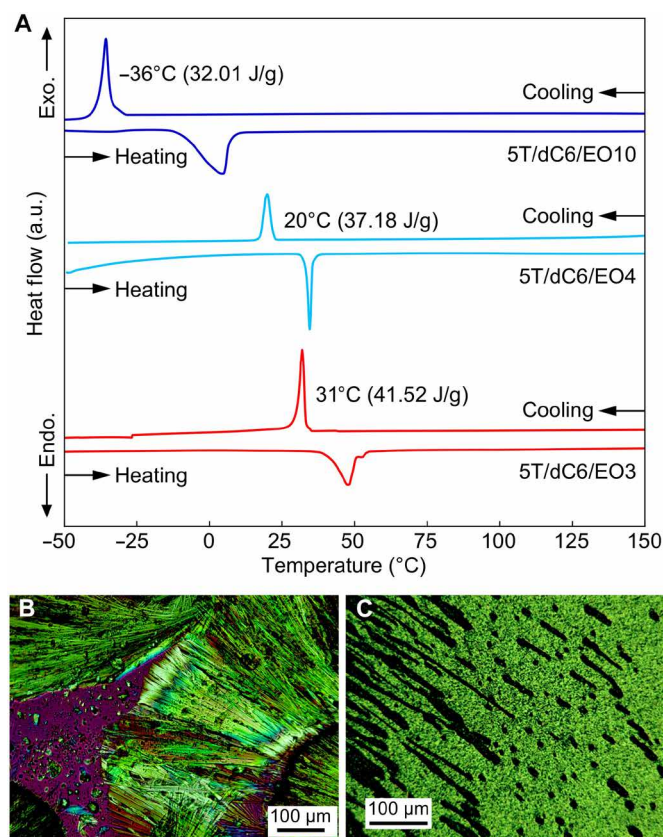 A
Exo.
−36°C (32.01 J/g)
Cooling
Heating
5T/dC6/EO10
20°C (37.18 J/g)
Cooling
Heating
5T/dC6/EO4
Heat flow (a.u.)
31°C (41.52 J/g)
Cooling
Heating
5T/dC6/EO3
Endo.
−50 −25 0 25 50 75 100 125 150
Temperature (°C)
B
100 µm
C
100 µm